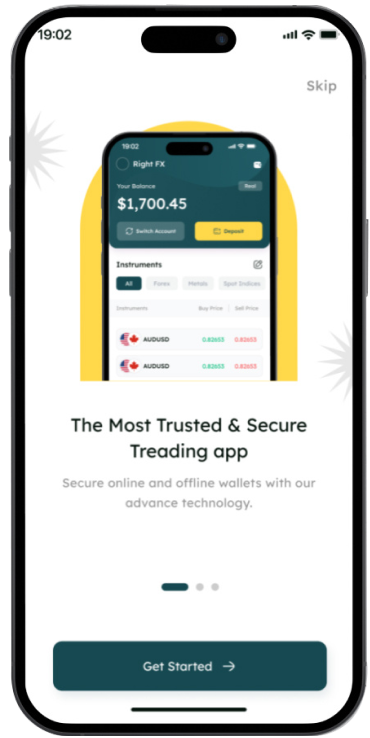 19:02
Skip
19:02
Right FX
Your Balance
Real
$1,700.45
Switch Account
Deposit
Instruments
All Forex Metals Spot Indices
Instruments Buy Price Sell Price
AUDUSD 0.82653 0.82653
AUDUSD 0.82653 0.82653
The Most Trusted & Secure
Treading app
Secure online and offline wallets with our
advance technology.
Get Started